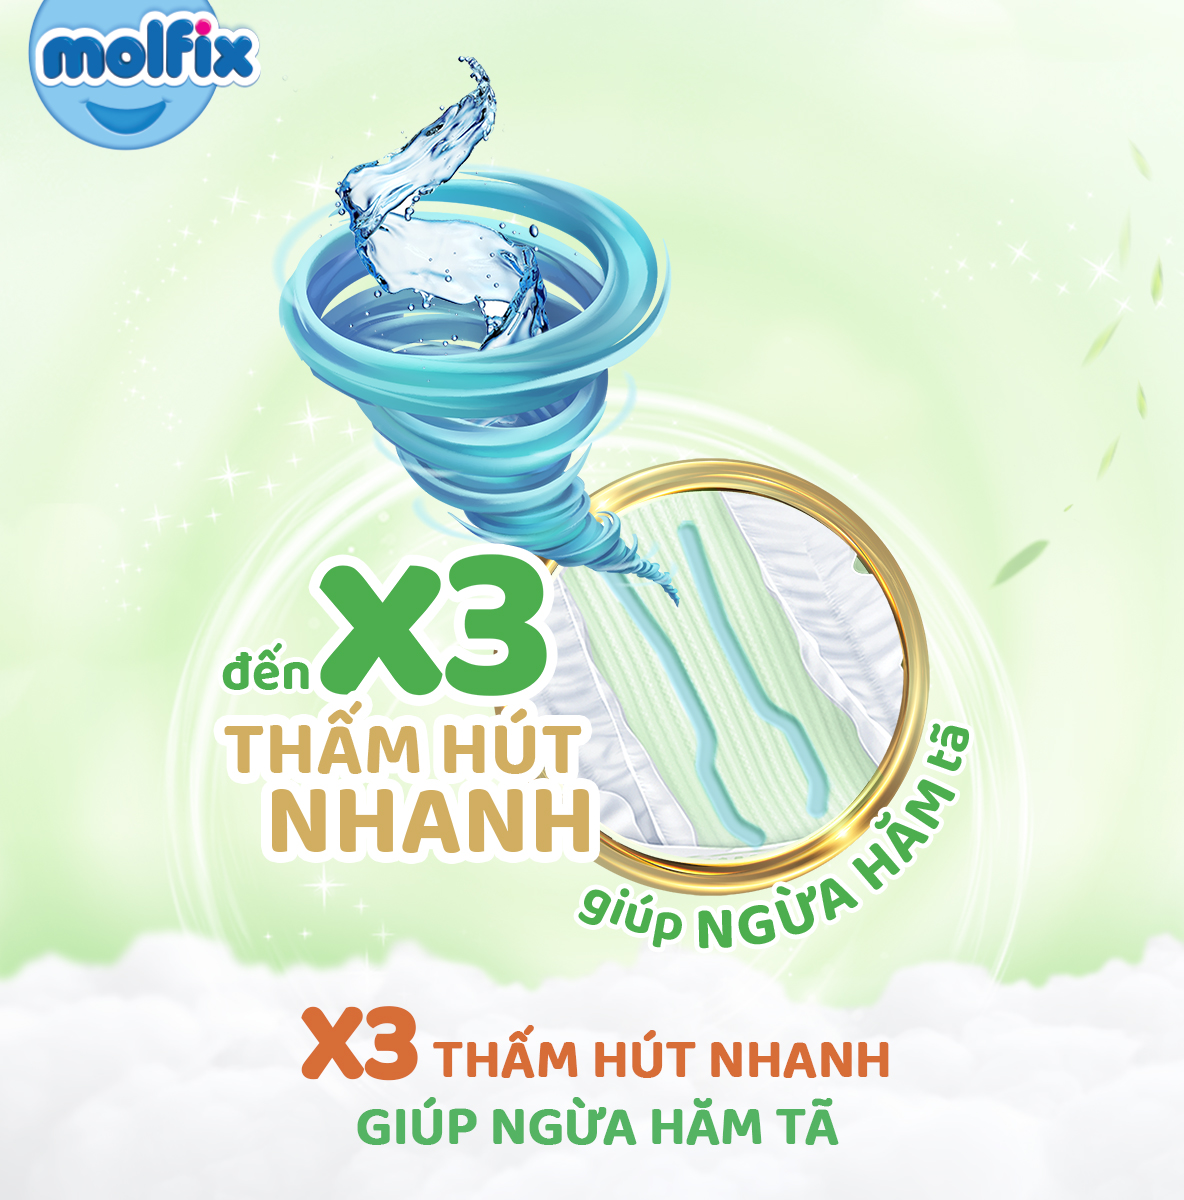 molfix
đến X3
THẤM HÚT
NHANH
giúp NGỪA HĂM tã
X3 THẤM HÚT NHANH
GIÚP NGỪA HĂM TÃ